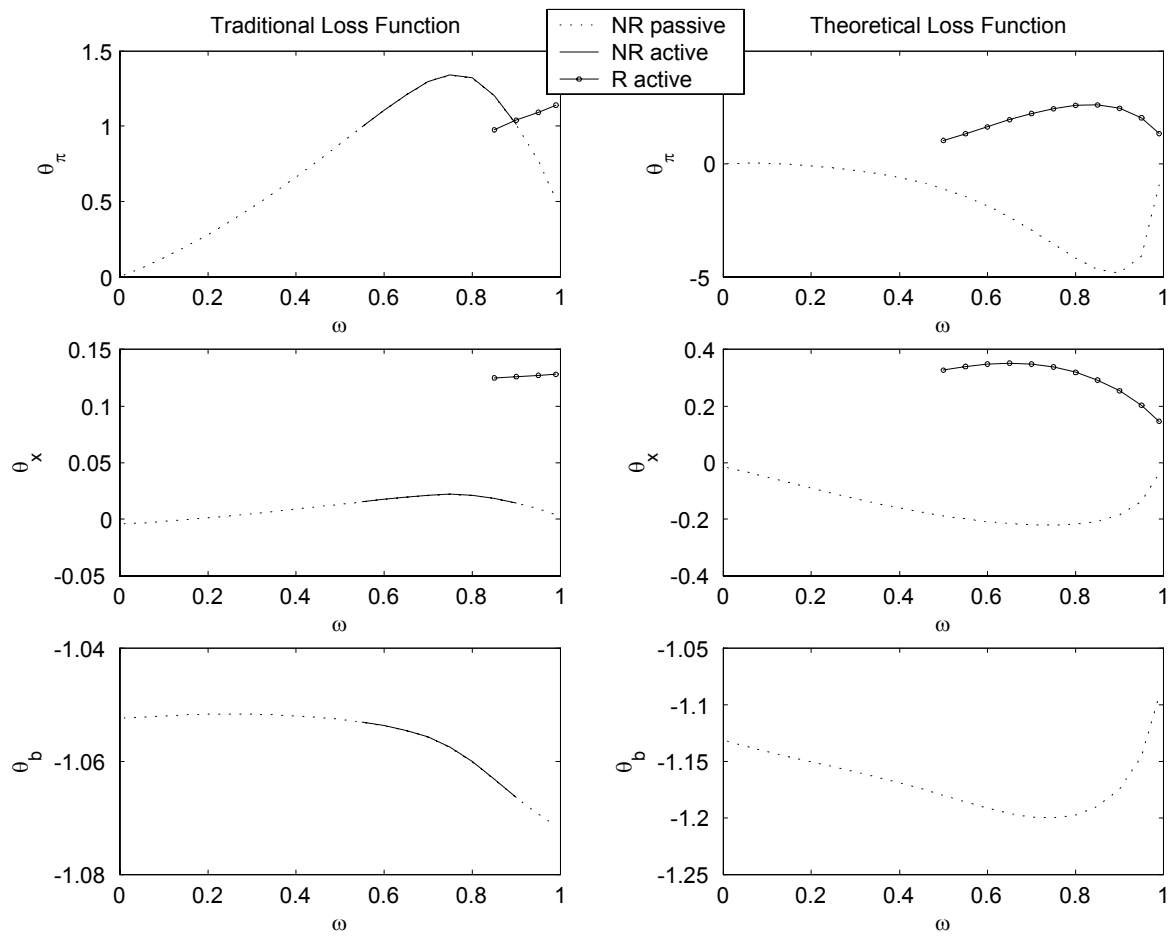 Traditional Loss Function
NR passive
NR active
R active
Theoretical Loss Function
1.5
1
0.5
0
θπ
0 0.2 0.4 0.6 0.8 1
ω
0
-5
θπ
0 0.2 0.4 0.6 0.8 1
ω
0.15
0.1
0.05
0
-0.05
θx
0 0.2 0.4 0.6 0.8 1
ω
0.4
0.2
0
-0.2
-0.4
θx
0 0.2 0.4 0.6 0.8 1
ω
-1.04
-1.06
-1.08
θb
0 0.2 0.4 0.6 0.8 1
ω
-1.05
-1.1
-1.15
-1.2
-1.25
θb
0 0.2 0.4 0.6 0.8 1
ω